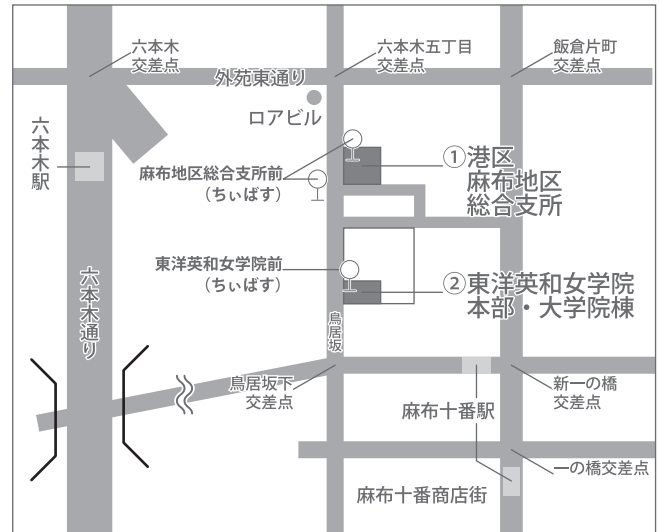 六本木
交差点
六本木五丁目
交差点
飯倉片町
交差点
外苑東通り
ロアビル
六本木駅
①港区
麻布地区
総合支所
麻布地区総合支所前
（ちぃばす）
東洋英和女学院前
（ちぃばす）
②東洋英和女学院
本部・大学院棟
六本木通り
鳥居坂
鳥居坂下
交差点
新一の橋
交差点
麻布十番駅
一の橋交差点
麻布十番商店街